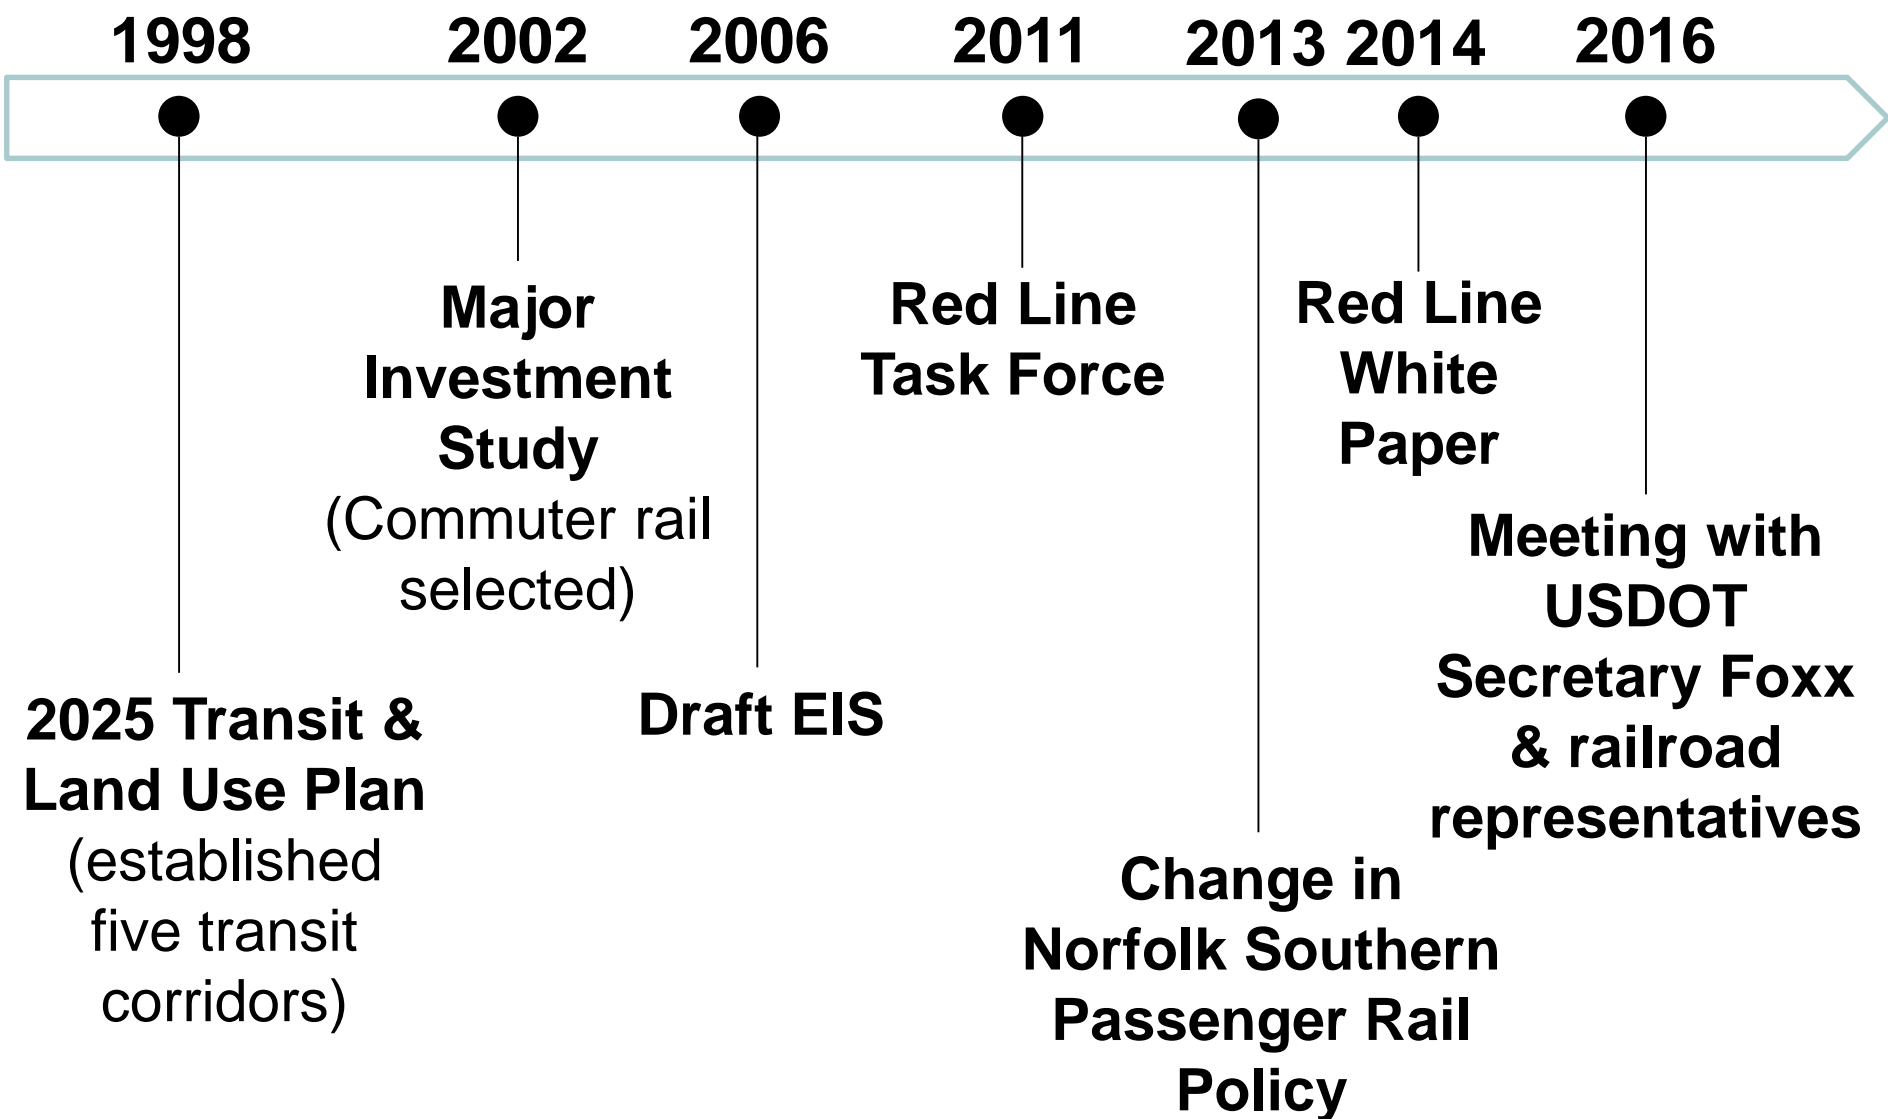 1998 2002 2006 2011 2013 2014 2016
2025 Transit &
Land Use Plan
(established
five transit
corridors)
Major
Investment
Study
(Commuter rail
selected)
Draft EIS
Red Line
Task Force
Change in
Norfolk Southern
Passenger Rail
Policy
Red Line
White
Paper
Meeting with
USDOT
Secretary Foxx
& railroad
representatives